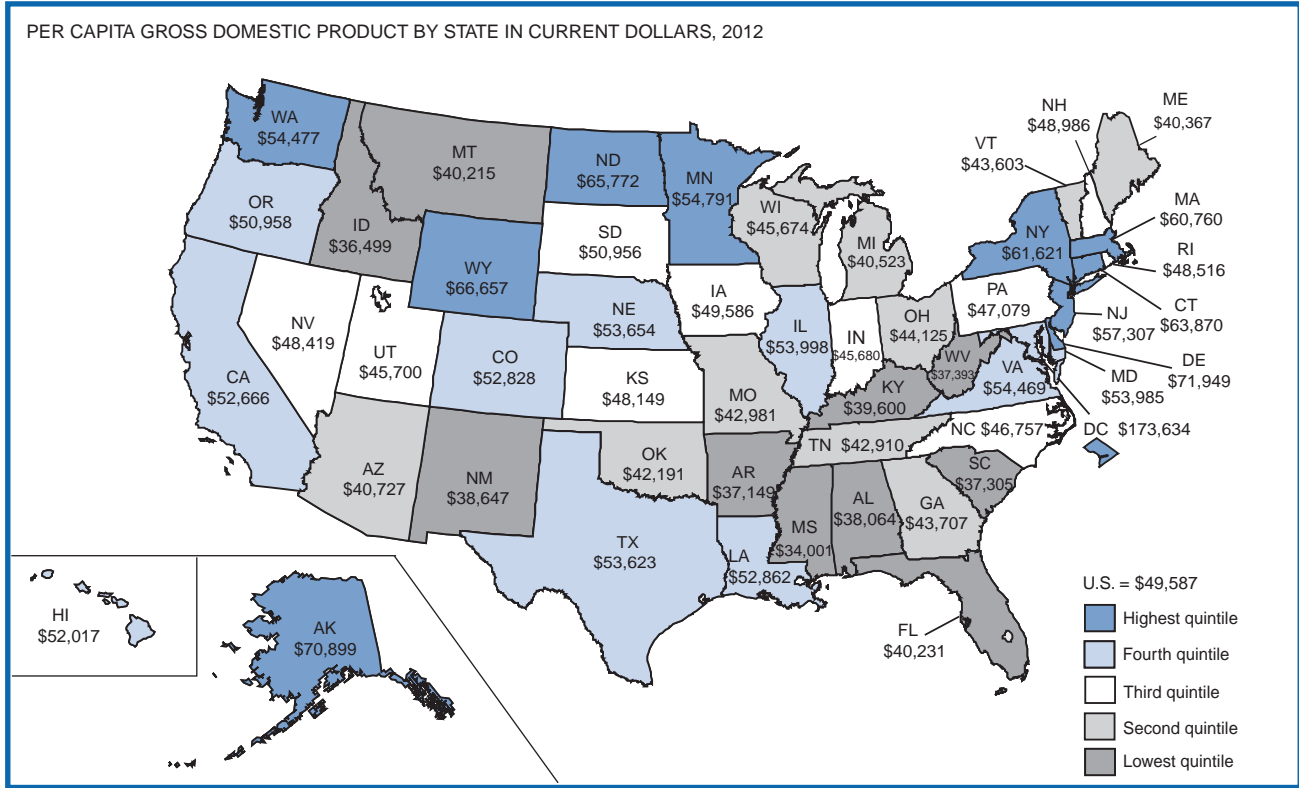 PER CAPITA GROSS DOMESTIC PRODUCT BY STATE IN CURRENT DOLLARS, 2012
WA
$54,477
MT
$40,215
ND
$65,772
MN
$54,791
NH
$48,986
ME
$40,367
VT
$43,603
OR
$50,958
ID
$36,499
SD
$50,956
WI
$45,674
MI
$40,523
NY
$61,621
MA
$60,760
RI
$48,516
WY
$66,657
IA
$49,586
PA
$47,079
CT
$63,870
NJ
$57,307
NE
$53,654
NV
$48,419
UT
$45,700
CO
$52,828
IL
$53,998
IN
$45,680
OH
$44,125
DE
$71,949
MD
$53,985
CA
$52,666
KS
$48,149
MO
$42,981
WV
$37,393
VA
$54,469
KY
$39,600
DC $173,634
NC $46,757
TN $42,910
AZ
$40,727
NM
$38,647
OK
$42,191
AR
$37,149
SC
$37,305
MS
$34,001
AL
$38,064
GA
$43,707
TX
$53,623
LA
$52,862
FL
$40,231
HI
$52,017
AK
$70,899
U.S. = $49,587
Highest quintile
Fourth quintile
Third quintile
Second quintile
Lowest quintile